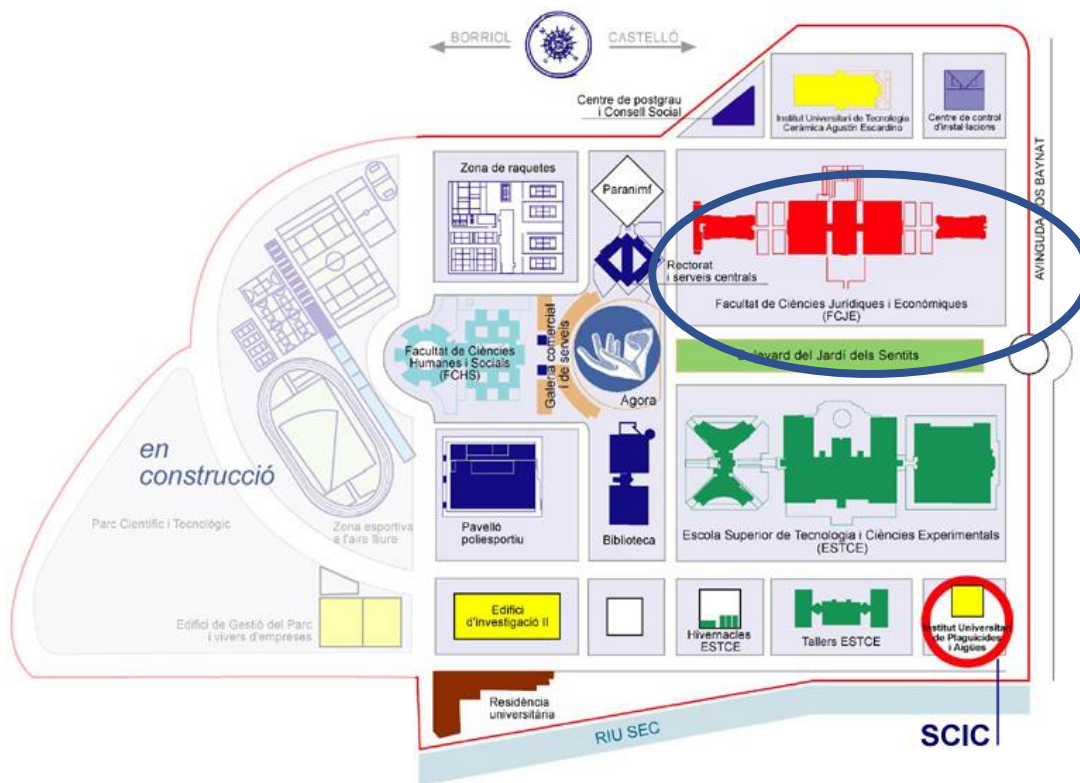 BORRIOL
CASTELLÓ
Centre de postgrau
i Consell Social
Institut Universitari de Tecnologia
Ceràmica Agustín Escardino
Centre de control
d'instal·lacions
Zona de raquetes
Paranimf
AVINGUDA OS BAYNAT
Rectorat
i serveis centrals
Facultat de Ciències Jurídiques i Econòmiques
(FCJE)
Facultat de Ciències
Humanes i Socials
(FCHS)
Galeria comercial
i de serveis
Agora
del Jardí dels Sentits
en
construcció
Parc Científic i Tecnològic
Zona esportiva
a l'aire lliure
Pavelló
poliesportiu
Biblioteca
Escola Superior de Tecnologia i Ciències Experimentals
(ESTCE)
Edifici de Gestió del Parc
i vivers d'empreses
Edifici
d'investigació II
Hivernacles
ESTCE
Tallers ESTCE
Institut Universitari
de Plaguicides
i Aigües
Residència
universitària
RIU SEC
SCIC